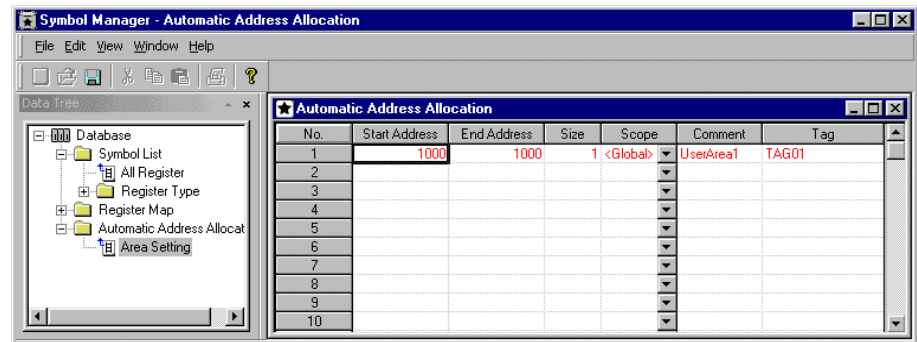 Symbol Manager - Automatic Address Allocation
File Edit View Window Help
Data Tree
Database
Symbol List
All Register
Register Type
Register Map
Automatic Address Allocat
Area Setting
Automatic Address Allocation
No. Start Address End Address Size Scope Comment Tag
1 1000 1000 1 <Global> UserArea1 TAG01
2
3
4
5
6
7
8
9
10